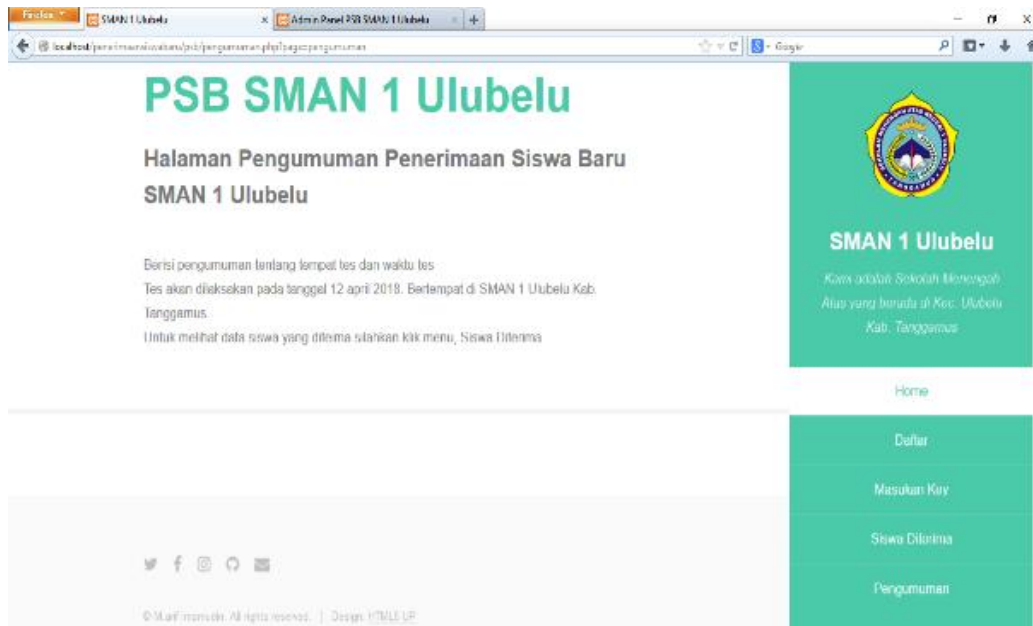 Firefox
SMAN 1 Ulubelu
Admin Panel PSB SMAN 1 Ulubelu
PSB SMAN 1 Ulubelu
Halaman Pengumuman Penerimaan Siswa Baru
SMAN 1 Ulubelu
Berisi pengumuman tentang tempat tes dan waktu tes
Tes akan dilaksakan pada tanggal 12 april 2018. Bertempat di SMAN 1 Ulubelu Kab.
Tanggamus.
Untuk melihat data siswa yang diteima silahkan klik menu, Siswa Diterima
All rights reserved. | Design: HTML5 UP
SMAN 1 Ulubelu
Kami adalah Sekolah Menengah
Atas yang berada di Kec. Ulubelu
Kab. Tanggamus
Home
Daftar
Masukan Key
Siswa Diterima
Pengumuman